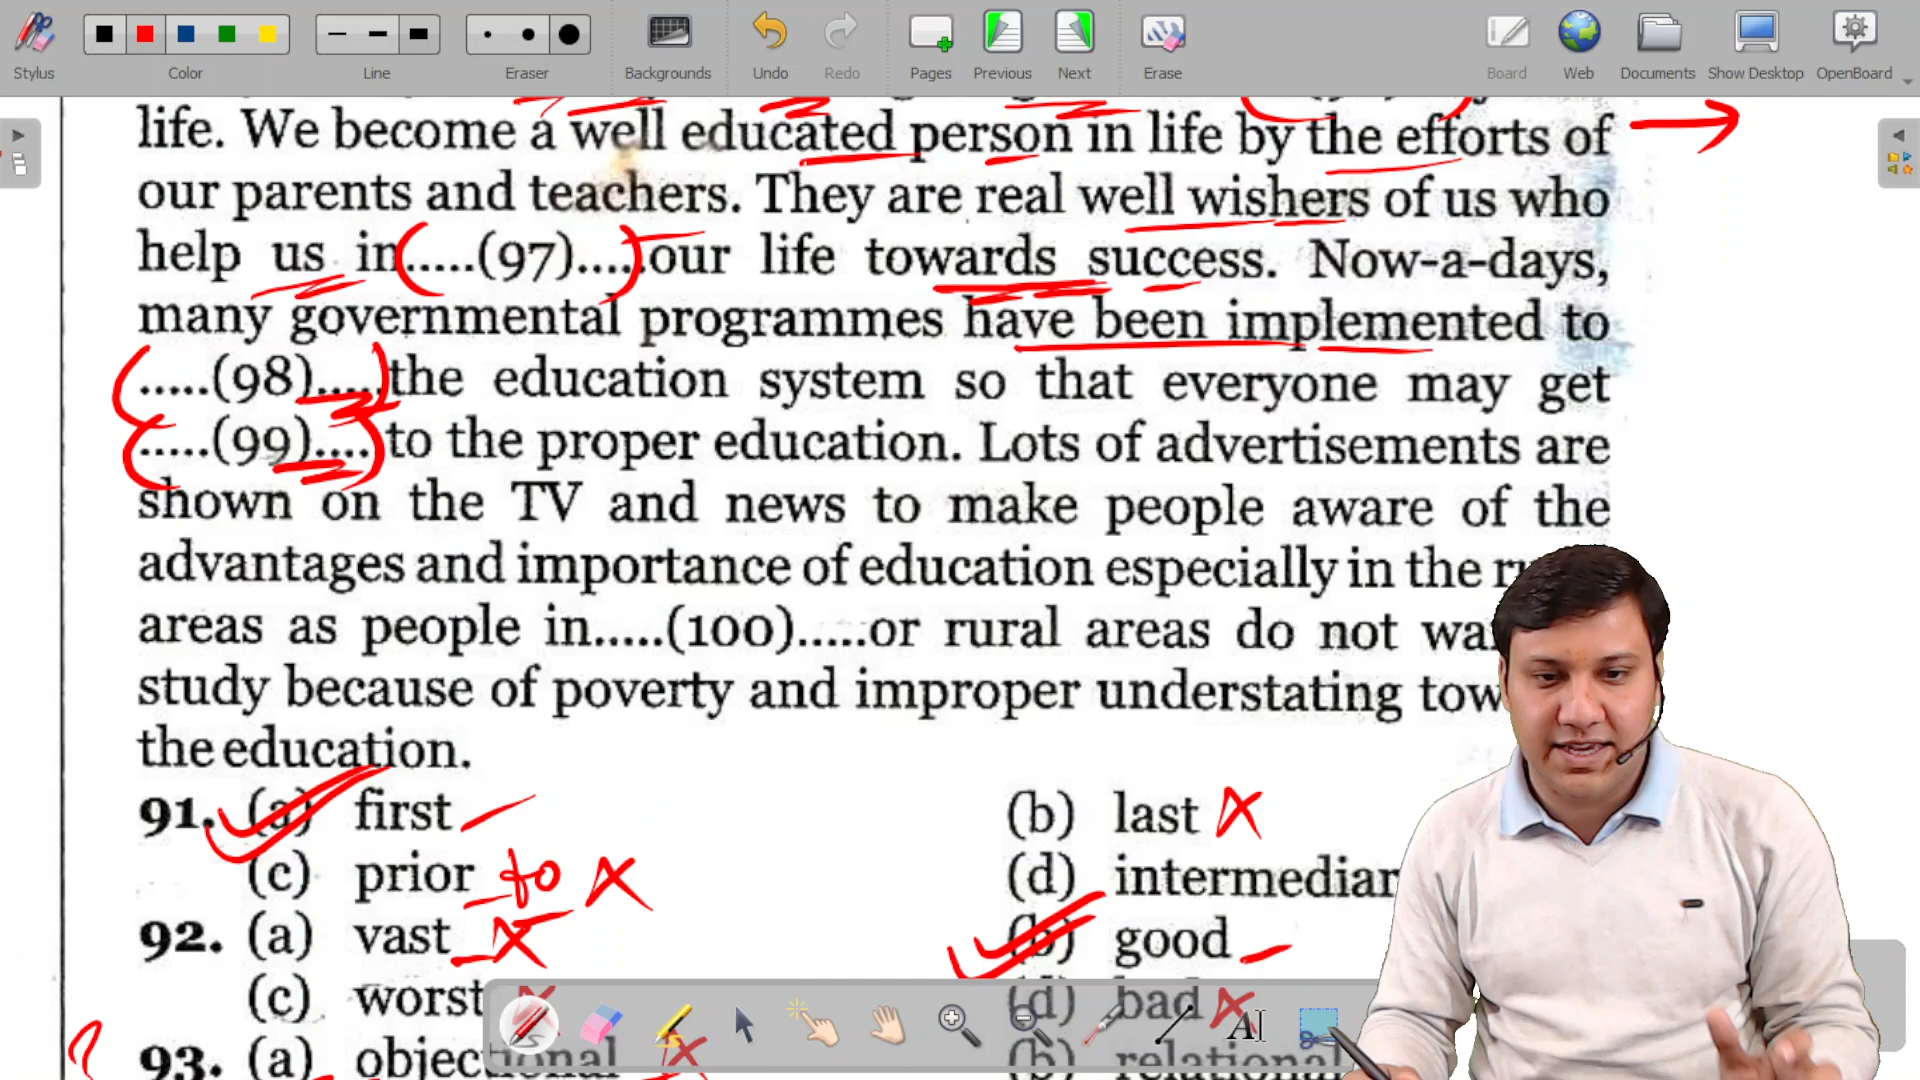 Stylus
Color
Line
Eraser
Backgrounds
Undo
Redo
Pages
Previous
Next
Erase
Board
Web
Documents
Show Desktop
OpenBoard
life. We become a well educated person in life by the efforts of
our parents and teachers. They are real well wishers of us who
help us in.....(97).....our life towards success. Now-a-days,
many governmental programmes have been implemented to
.....(98).....the education system so that everyone may get
.....(99)....to the proper education. Lots of advertisements are
shown on the TV and news to make people aware of the
advantages and importance of education especially in the
areas as people in.....(100).....or rural areas do not
study because of poverty and improper understating
the education.
91. (a) first (b) last
(c) prior to (d)
92. (a) vast (b) good
(c) worst (d) bad
93. (a) objectional (b) relational